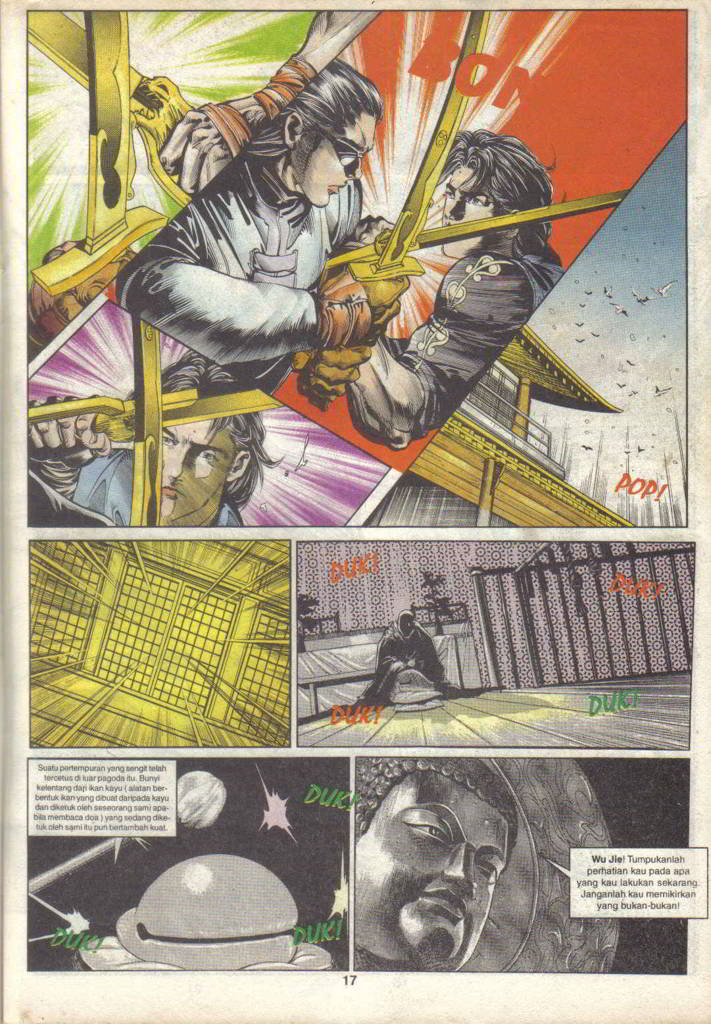 BOM
POP!
DUK!
DUK!
DUK!
DUK!
Suatu pertempuran yang sengit telah
tercetus di luar pagoda itu. Bunyi
kelentang dari ikan kayu ( alatan ber-
bentuk ikan yang dibuat daripada kayu
dan diketuk oleh seseorang sami apa-
bila membaca doa ) yang sedang dike-
tuk oleh sami itu pun bertambah kuat.
DUK!
DUK!
DUK!
Wu Jie! Tumpukanlah
perhatian kau pada apa
yang kau lakukan sekarang.
Janganlah kau memikirkan
yang bukan-bukan!
17